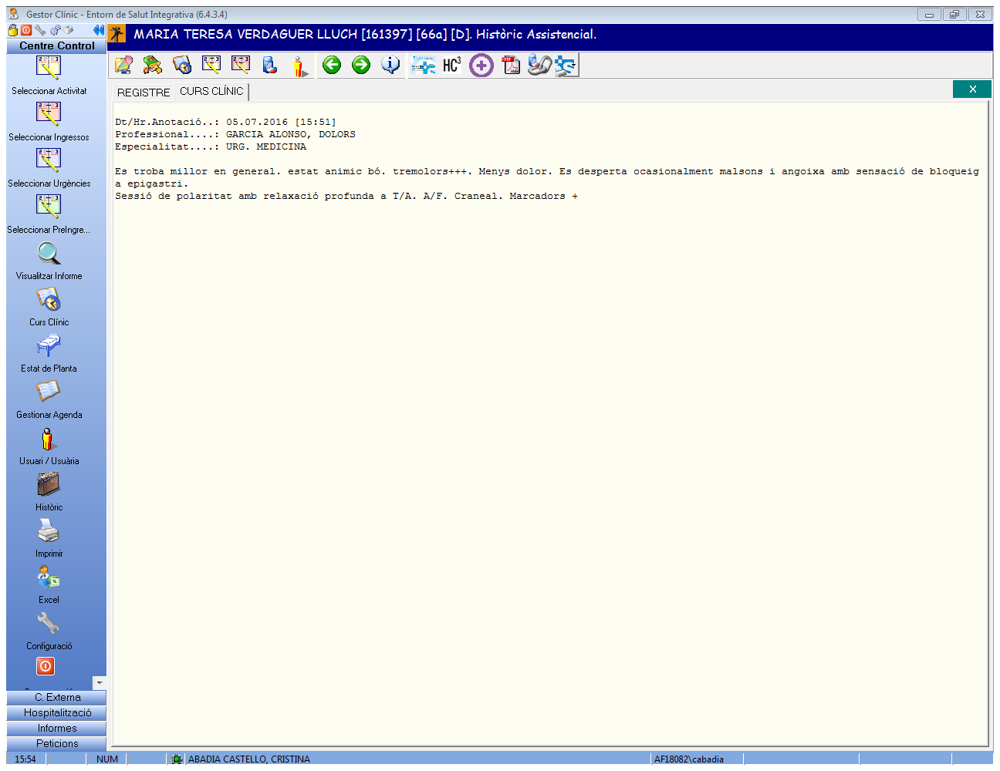 Gestor Clínic - Entorn de Salut Integrativa (6.4.3.4)
MARIA TERESA VERDAGUER LLUCH [161397] [66a] [D]. Històric Assistencial.
Centre Control
HC3
PDF
REGISTRE
CURS CLÍNIC
X
Dt/Hr.Anotació..: 05.07.2016 [15:51]
Professional....: GARCIA ALONSO, DOLORS
Especialitat....: URG. MEDICINA
Es troba millor en general. estat animic bó. tremolors+++. Menys dolor. Es desperta ocasionalment malsons i angoixa amb sensació de bloqueig
a epigastri.
Sessió de polaritat amb relaxació profunda a T/A. A/F. Craneal. Marcadors +
Seleccionar Activitat
Seleccionar Ingressos
Seleccionar Urgències
Seleccionar PreIngre...
Visualitzar Informe
Curs Clínic
Estat de Planta
Gestionar Agenda
Usuari / Usuària
Històric
Imprimir
Excel
Configuració
C. Externa
Hospitalització
Informes
Peticions
15:54
NUM
ABADIA CASTELLO, CRISTINA
AF18082\cabadia